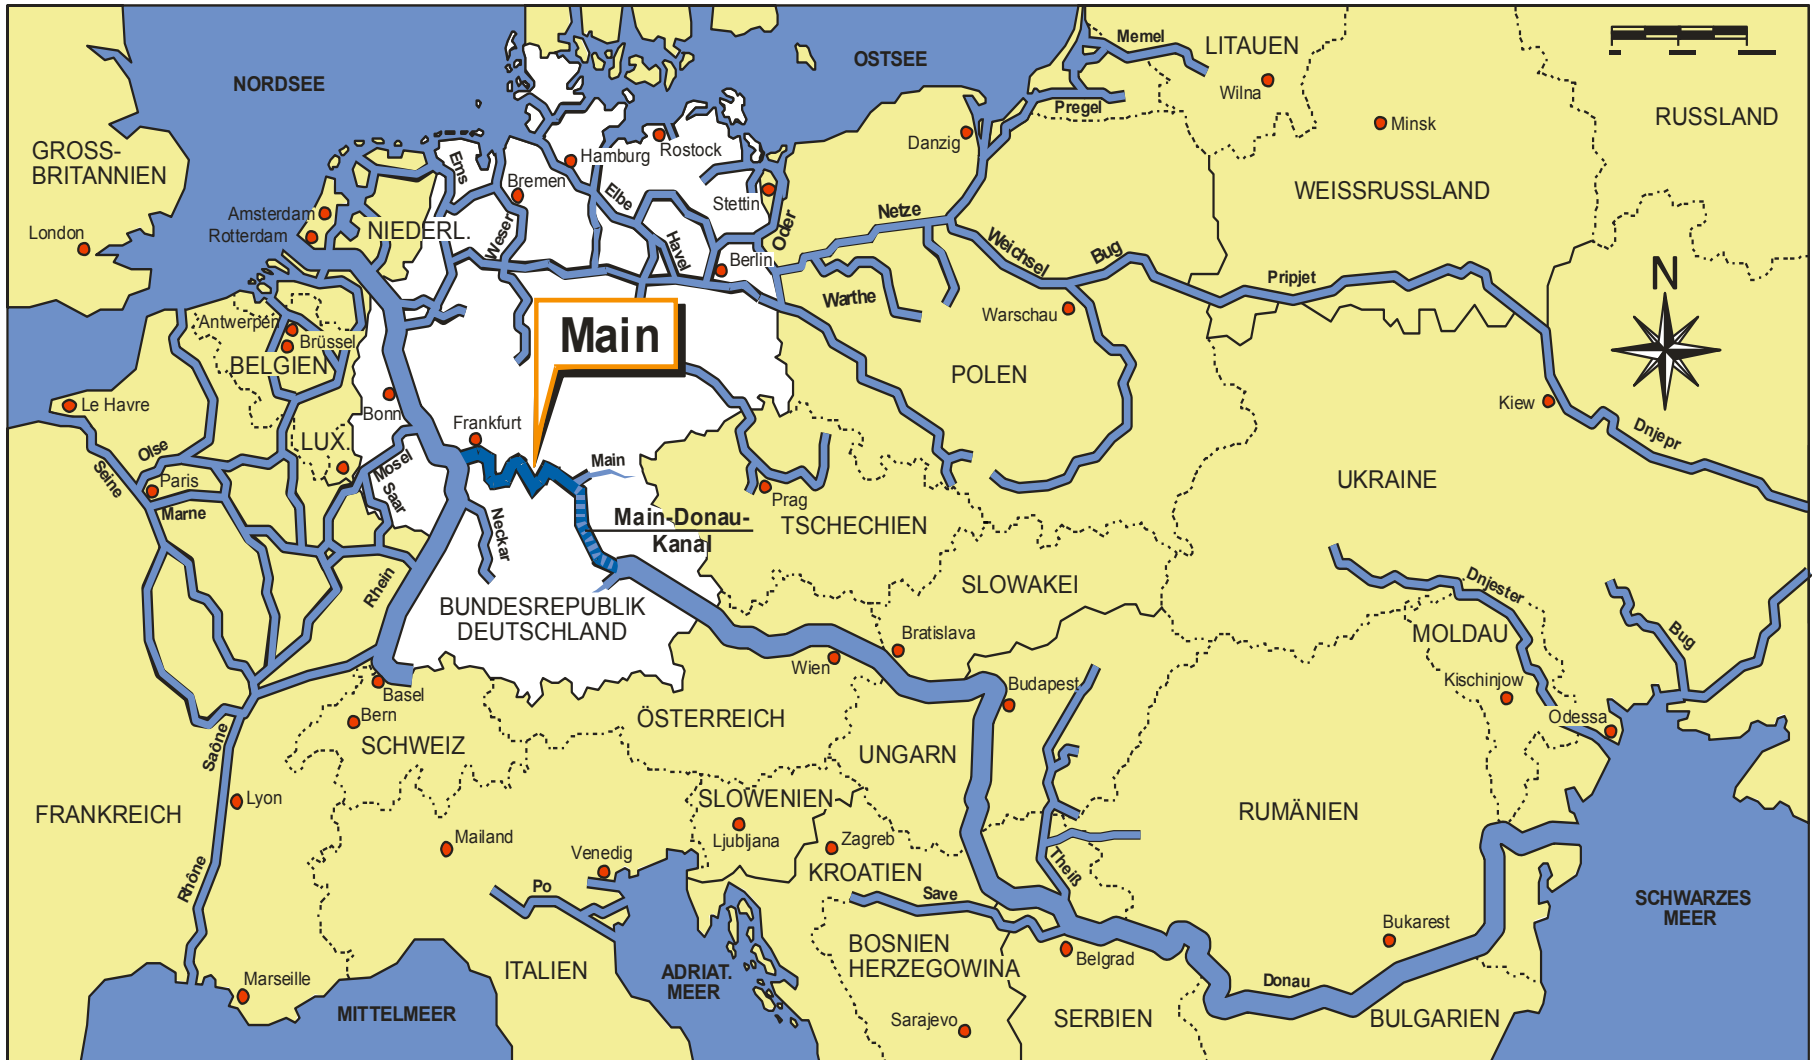 NORDSEE
OSTSEE
Memel
LITAUEN
Wilna
Pregel
Minsk
RUSSLAND
GROSS-
BRITANNIEN
London
Amsterdam
Rotterdam
NIEDERL.
Ems
Bremen
Weser
Hamburg
Rostock
Elbe
Havel
Stettin
Oder
Berlin
Danzig
Netze
Warthe
Weichsel
Bug
Pripjet
WEISSRUSSLAND
N
Warschau
POLEN
Kiew
Dnjepr
UKRAINE
Antwerpen
Brüssel
BELGIEN
Main
Le Havre
Bonn
Frankfurt
LUX.
Mosel
Saar
Olse
Seine
Paris
Marne
Main
Neckar
Main-Donau-
Kanal
Prag
TSCHECHIEN
SLOWAKEI
Rhein
BUNDESREPUBLIK
DEUTSCHLAND
Bratislava
Wien
Budapest
Dnjester
MOLDAU
Kischinjow
Bug
Odessa
Basel
Bern
SCHWEIZ
ÖSTERREICH
UNGARN
Saône
Lyon
FRANKREICH
Rhône
Marseille
Mailand
Venedig
Po
SLOWENIEN
Ljubljana
Zagreb
KROATIEN
Save
Theiß
RUMÄNIEN
Bukarest
SCHWARZES
MEER
BOSNIEN
HERZEGOWINA
Belgrad
Donau
ITALIEN
ADRIAT.
MEER
MITTELMEER
Sarajevo
SERBIEN
BULGARIEN